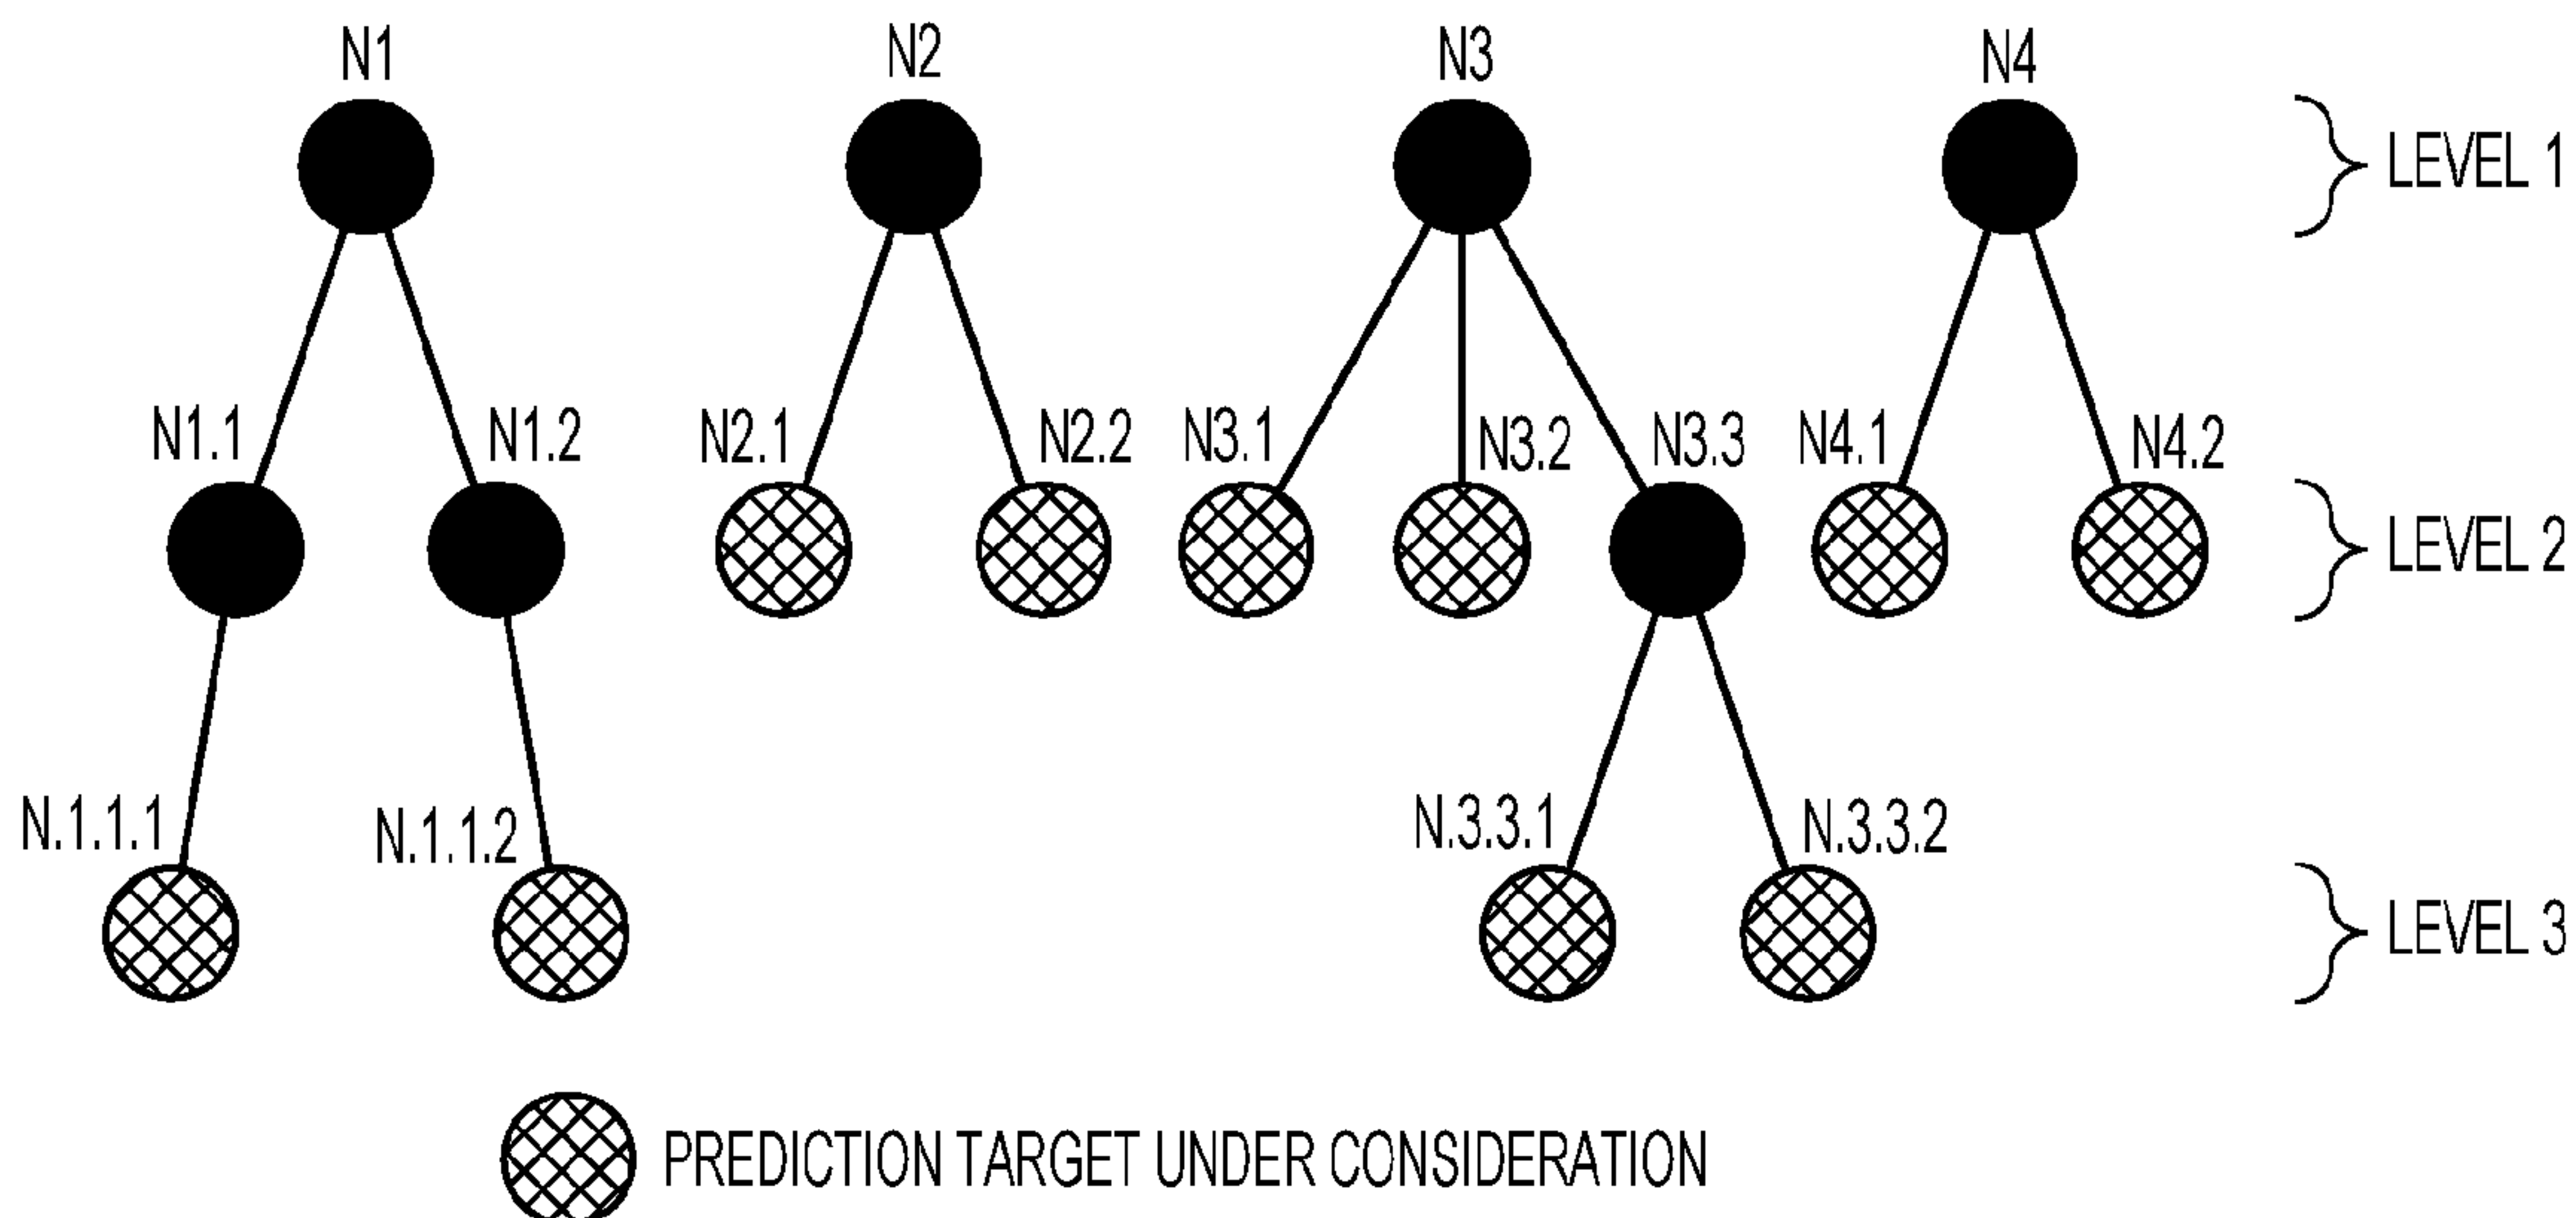 N1 N2 N3 N4
LEVEL 1
N1.1 N1.2 N2.1 N2.2 N3.1 N3.2 N3.3 N4.1 N4.2
LEVEL 2
N.1.1.1 N.1.1.2 N.3.3.1 N.3.3.2
LEVEL 3
PREDICTION TARGET UNDER CONSIDERATION